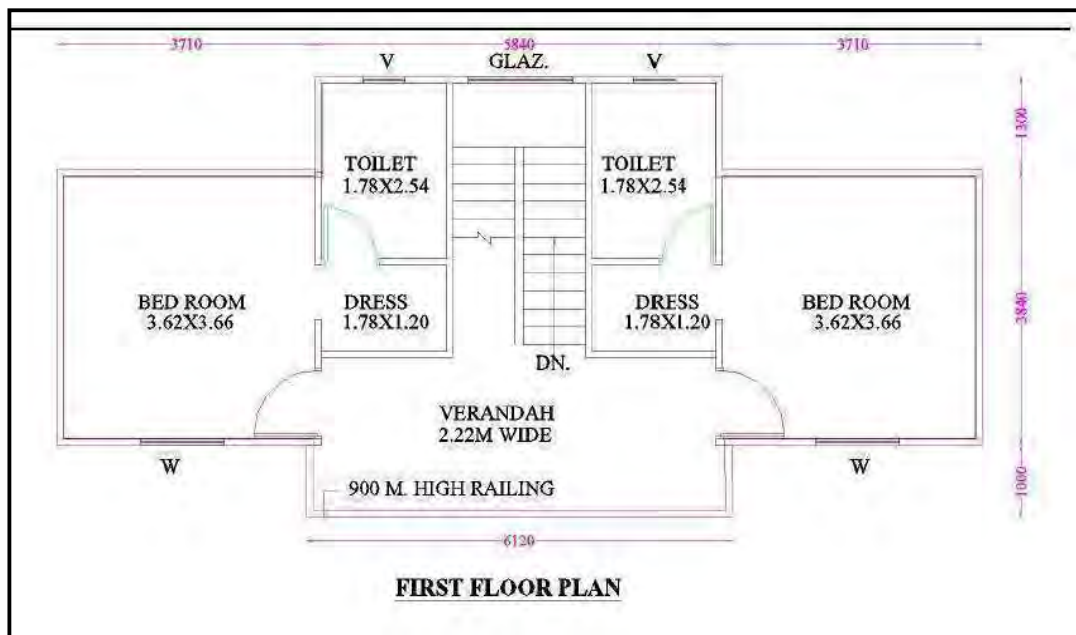 3710 5840 3710
V GLAZ. V
1300
TOILET
1.78X2.54
TOILET
1.78X2.54
BED ROOM
3.62X3.66
DRESS
1.78X1.20
DRESS
1.78X1.20
BED ROOM
3.62X3.66
3840
DN.
VERANDAH
2.22M WIDE
W
W
900 M. HIGH RAILING
1000
6120
FIRST FLOOR PLAN